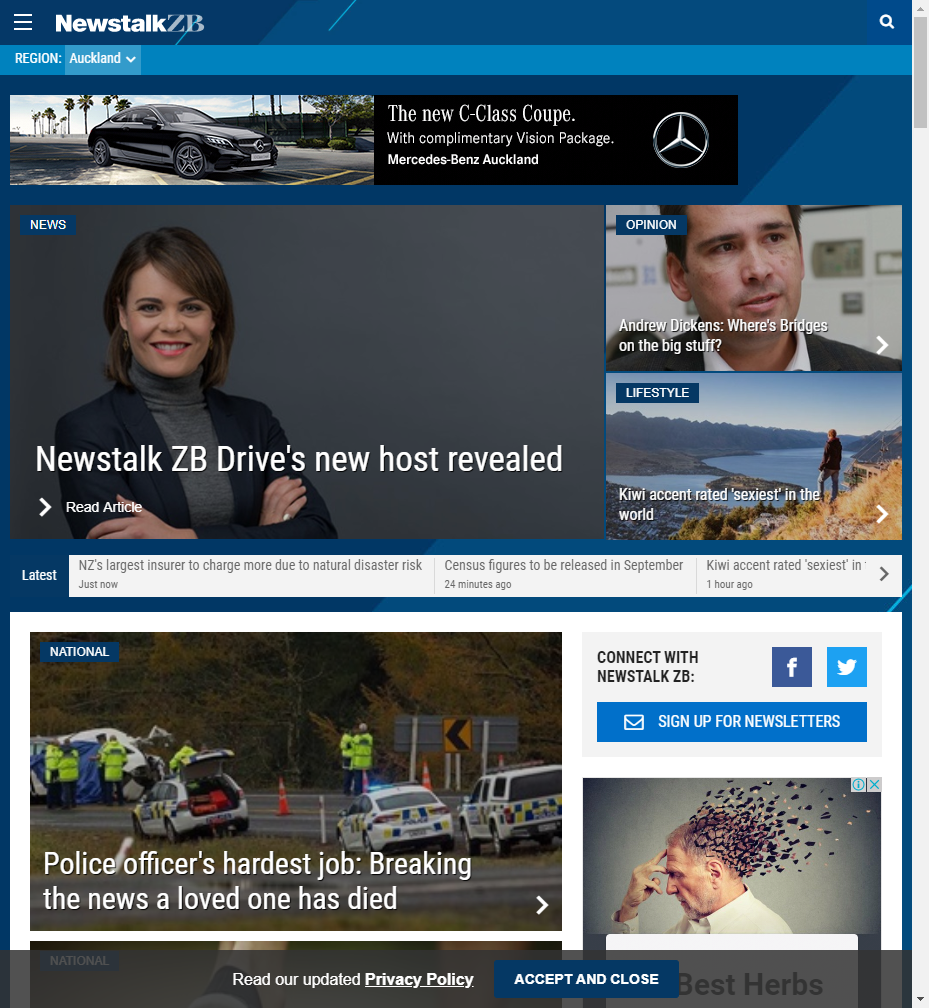 NewstalkZB
REGION: Auckland
The new C-Class Coupe.
With complimentary Vision Package.
Mercedes-Benz Auckland
NEWS
Newstalk ZB Drive's new host revealed
Read Article
OPINION
Andrew Dickens: Where's Bridges
on the big stuff?
LIFESTYLE
Kiwi accent rated 'sexiest' in the
world
Latest
NZ's largest insurer to charge more due to natural disaster risk
Just now
Census figures to be released in September
24 minutes ago
Kiwi accent rated 'sexiest' in
1 hour ago
NATIONAL
Police officer's hardest job: Breaking
the news a loved one has died
CONNECT WITH
NEWSTALK ZB:
SIGN UP FOR NEWSLETTERS
NATIONAL
Best Herbs
Read our updated Privacy Policy
ACCEPT AND CLOSE